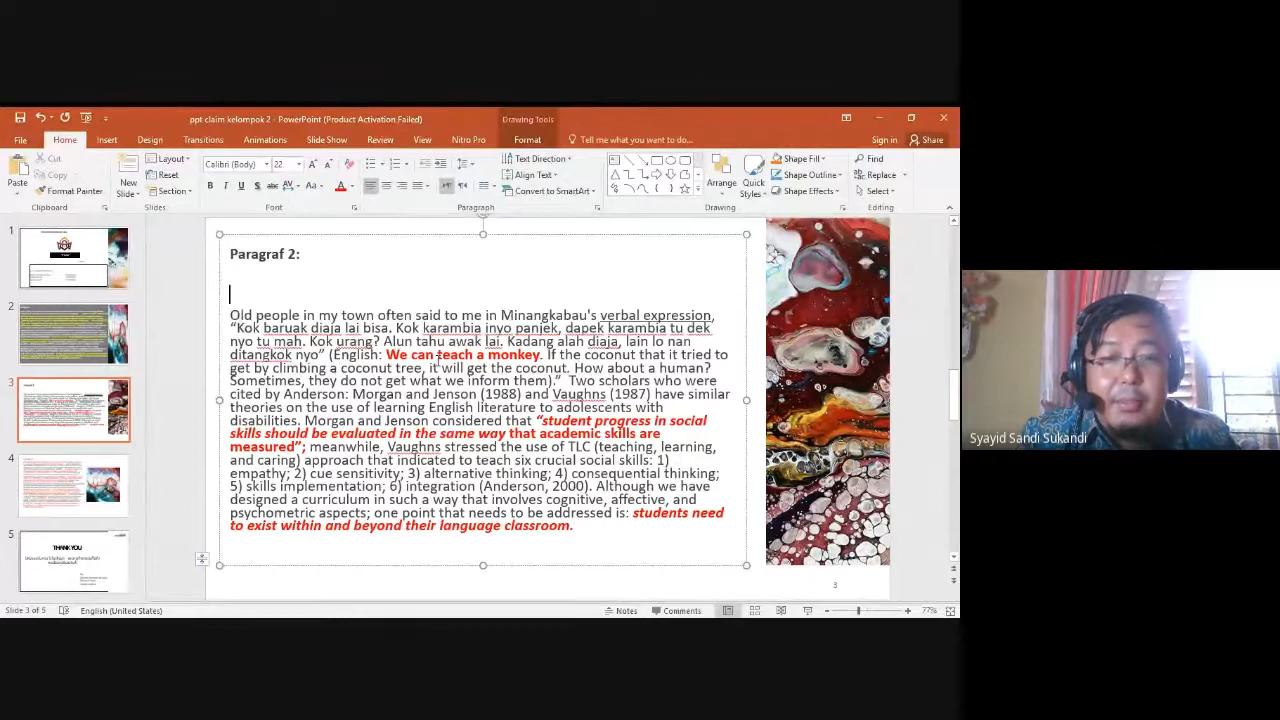 ppt claim kelompok 2 - PowerPoint (Product Activation Failed)
Drawing Tools
File Home Insert Design Transitions Animations Slide Show Review View Nitro Pro Format Tell me what you want to do... Sign in Share
Paste
Cut
Copy
Format Painter
Clipboard
New Slide
Layout
Reset
Section
Slides
Calibri (Body) 22
Font
Paragraph
Text Direction
Align Text
Convert to SmartArt
Arrange
Quick Styles
Shape Fill
Shape Outline
Shape Effects
Drawing
Find
Replace
Select
Editing
1
2
3
4
5
THANK YOU
Paragraf 2:
Old people in my town often said to me in Minangkabau's verbal expression,
“Kok baruak diaja lai bisa. Kok karambia inyo panjek, dapek karambia tu dek
nyo tu mah. Kok urang? Alun tahu awak lai. Kadang alah diaja, lain lo nan
ditangkok nyo” (English: We can teach a monkey. If the coconut that it tried to
get by climbing a coconut tree, it will get the coconut. How about a human?
Sometimes, they do not get what we inform them).” Two scholars who were
cited by Anderson: Morgan and Jenson (1988) and Vaughns (1987) have similar
theories on the use of learning English literature to adolescents with
disabilities. Morgan and Jenson considered that “student progress in social
skills should be evaluated in the same way that academic skills are
measured”; meanwhile, Vaughns stressed the use of TLC (teaching, learning,
and caring) approach that indicated to teach six crucial social skills: 1)
empathy; 2) cue sensitivity; 3) alternative thinking; 4) consequential thinking;
5) skills implementation; 6) integration (Anderson, 2000). Although we have
designed a curriculum in such a way that involves cognitive, affective, and
psychometric aspects; one point that needs to be addressed is: students need
to exist within and beyond their language classroom.
3
Slide 3 of 5 English (United States) Notes Comments 77%
Syayid Sandi Sukandi